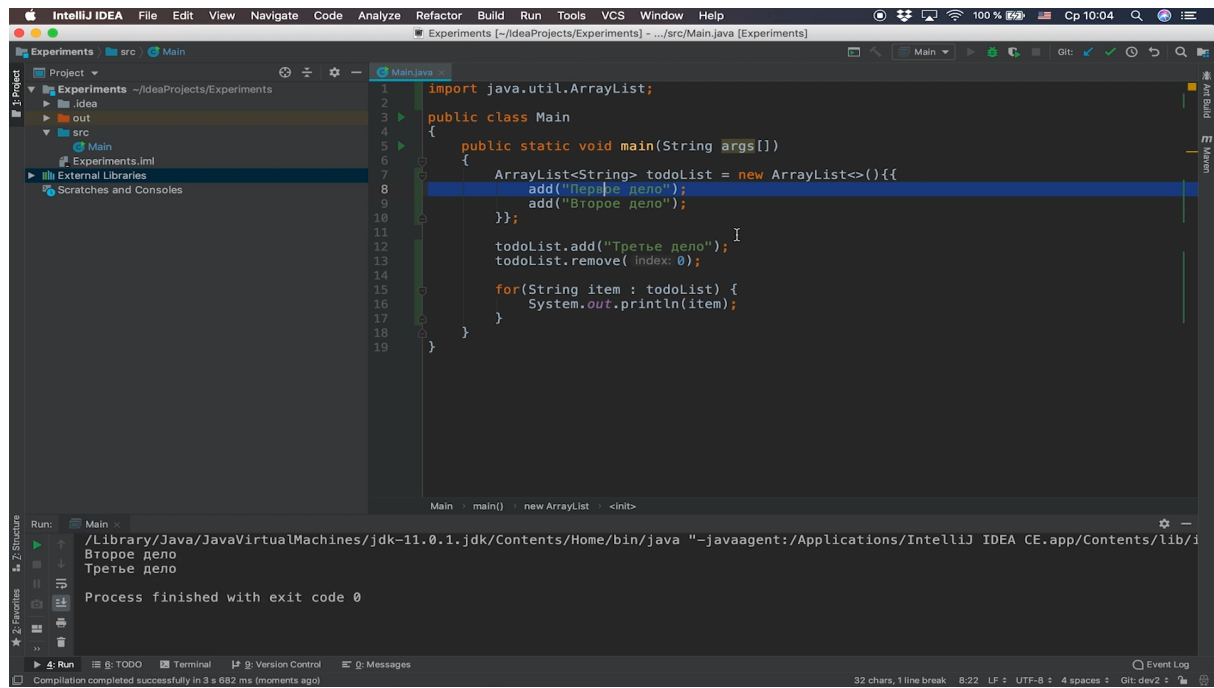 IntelliJ IDEA File Edit View Navigate Code Analyze Refactor Build Run Tools VCS Window Help 100 % Ср 10:04
Experiments [~/IdeaProjects/Experiments] - .../src/Main.java [Experiments]
Experiments src Main Main Git:
1: Project
Project
Main.java
Experiments ~/IdeaProjects/Experiments
.idea
out
src
Main
Experiments.iml
External Libraries
Scratches and Consoles
1 import java.util.ArrayList;
2
3 public class Main
4 {
5 public static void main(String args[])
6 {
7 ArrayList<String> todoList = new ArrayList<>(){{
8 add("Первое дело");
9 add("Второе дело");
10 }};
11
12 todoList.add("Третье дело");
13 todoList.remove( index: 0);
14
15 for(String item : todoList) {
16 System.out.println(item);
17 }
18 }
19 }
Ant Build
Maven
Main main() new ArrayList <init>
Run: Main
/Library/Java/JavaVirtualMachines/jdk-11.0.1.jdk/Contents/Home/bin/java "-javaagent:/Applications/IntelliJ IDEA CE.app/Contents/lib/i
Второе дело
Третье дело
Process finished with exit code 0
2: Structure
2: Favorites
4: Run 6: TODO Terminal 9: Version Control 0: Messages Event Log
Compilation completed successfully in 3 s 682 ms (moments ago) 32 chars, 1 line break 8:22 LF UTF-8 4 spaces Git: dev2